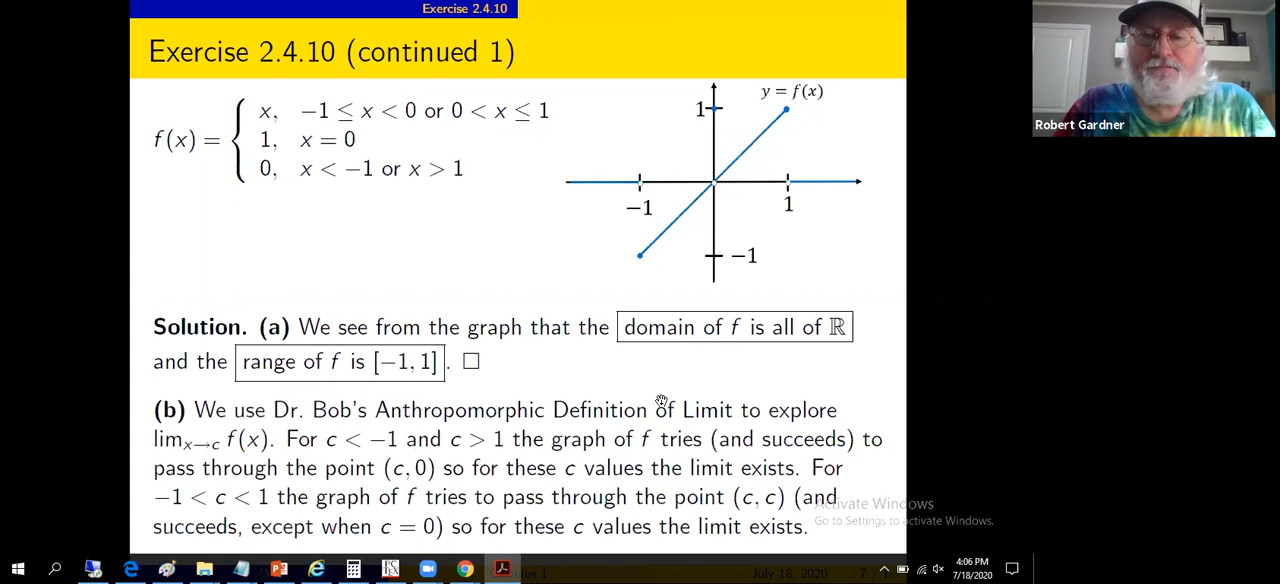 Exercise 2.4.10
Exercise 2.4.10 (continued 1)
f(x) = { x, −1 ≤ x < 0 or 0 < x ≤ 1
1, x = 0
0, x < −1 or x > 1
y = f(x)
1
−1
1
−1
Solution. (a) We see from the graph that the domain of f is all of ℝ
and the range of f is [−1, 1]. □
(b) We use Dr. Bob's Anthropomorphic Definition of Limit to explore
lim_{x→c} f(x). For c < −1 and c > 1 the graph of f tries (and succeeds) to
pass through the point (c, 0) so for these c values the limit exists. For
−1 < c < 1 the graph of f tries to pass through the point (c, c) (and
succeeds, except when c = 0) so for these c values the limit exists.
Robert Gardner
Activate Windows
Go to Settings to activate Windows.
July 18, 2020
4:06 PM
7/18/2020